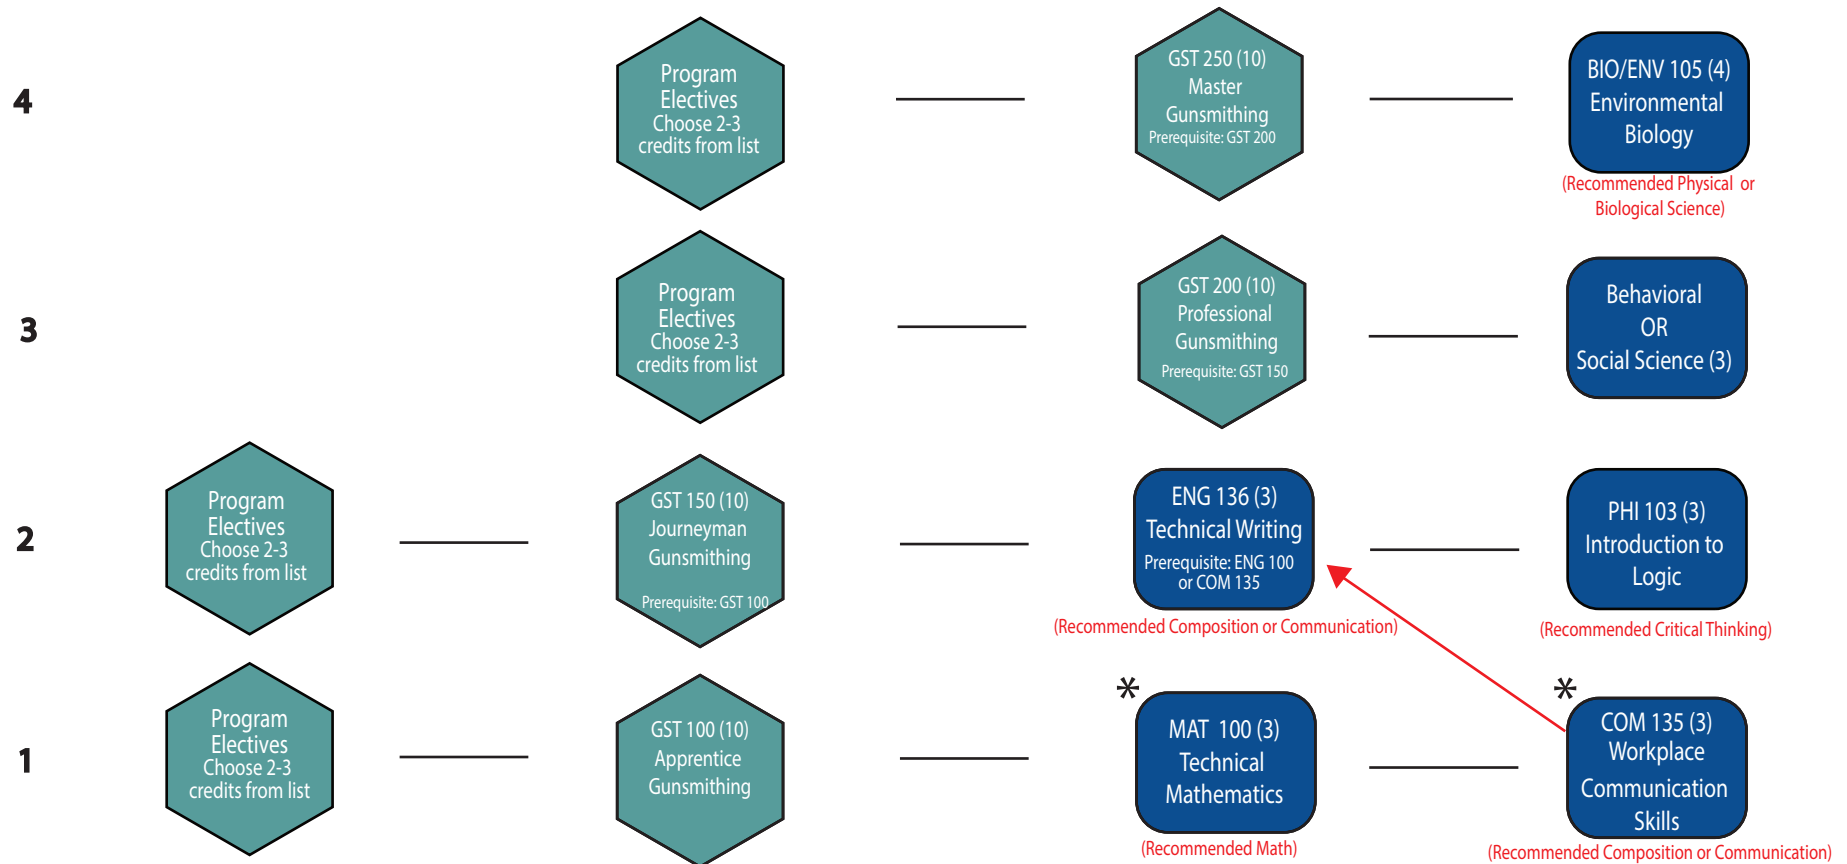 4
Program
Electives
Choose 2-3
credits from list
GST 250 (10)
Master
Gunsmithing
Prerequisite: GST 200
BIO/ENV 105 (4)
Environmental
Biology
(Recommended Physical or
Biological Science)
3
Program
Electives
Choose 2-3
credits from list
GST 200 (10)
Professional
Gunsmithing
Prerequisite: GST 150
Behavioral
OR
Social Science (3)
2
Program
Electives
Choose 2-3
credits from list
GST 150 (10)
Journeyman
Gunsmithing
Prerequisite: GST 100
ENG 136 (3)
Technical Writing
Prerequisite: ENG 100
or COM 135
(Recommended Composition or Communication)
PHI 103 (3)
Introduction to
Logic
(Recommended Critical Thinking)
1
Program
Electives
Choose 2-3
credits from list
GST 100 (10)
Apprentice
Gunsmithing
*
MAT 100 (3)
Technical
Mathematics
(Recommended Math)
*
COM 135 (3)
Workplace
Communication
Skills
(Recommended Composition or Communication)